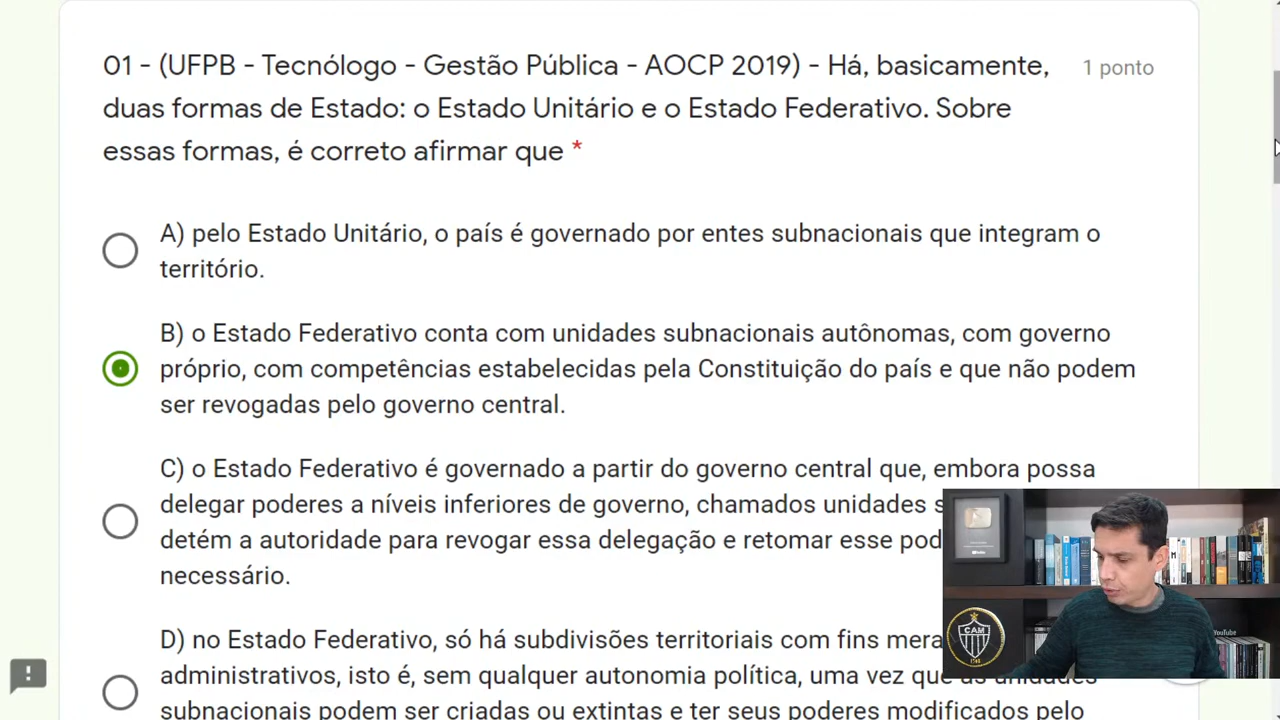 01 - (UFPB - Tecnólogo - Gestão Pública - AOCP 2019) - Há, basicamente,
1 ponto
duas formas de Estado: o Estado Unitário e o Estado Federativo. Sobre
essas formas, é correto afirmar que *
A) pelo Estado Unitário, o país é governado por entes subnacionais que integram o
território.
B) o Estado Federativo conta com unidades subnacionais autônomas, com governo
próprio, com competências estabelecidas pela Constituição do país e que não podem
ser revogadas pelo governo central.
C) o Estado Federativo é governado a partir do governo central que, embora possa
delegar poderes a níveis inferiores de governo, chamados unidades s
detém a autoridade para revogar essa delegação e retomar esse pod
necessário.
D) no Estado Federativo, só há subdivisões territoriais com fins mera
administrativos, isto é, sem qualquer autonomia política, uma vez que as unidades
subnacionais podem ser criadas ou extintas e ter seus poderes modificados pelo
CAM
YouTube